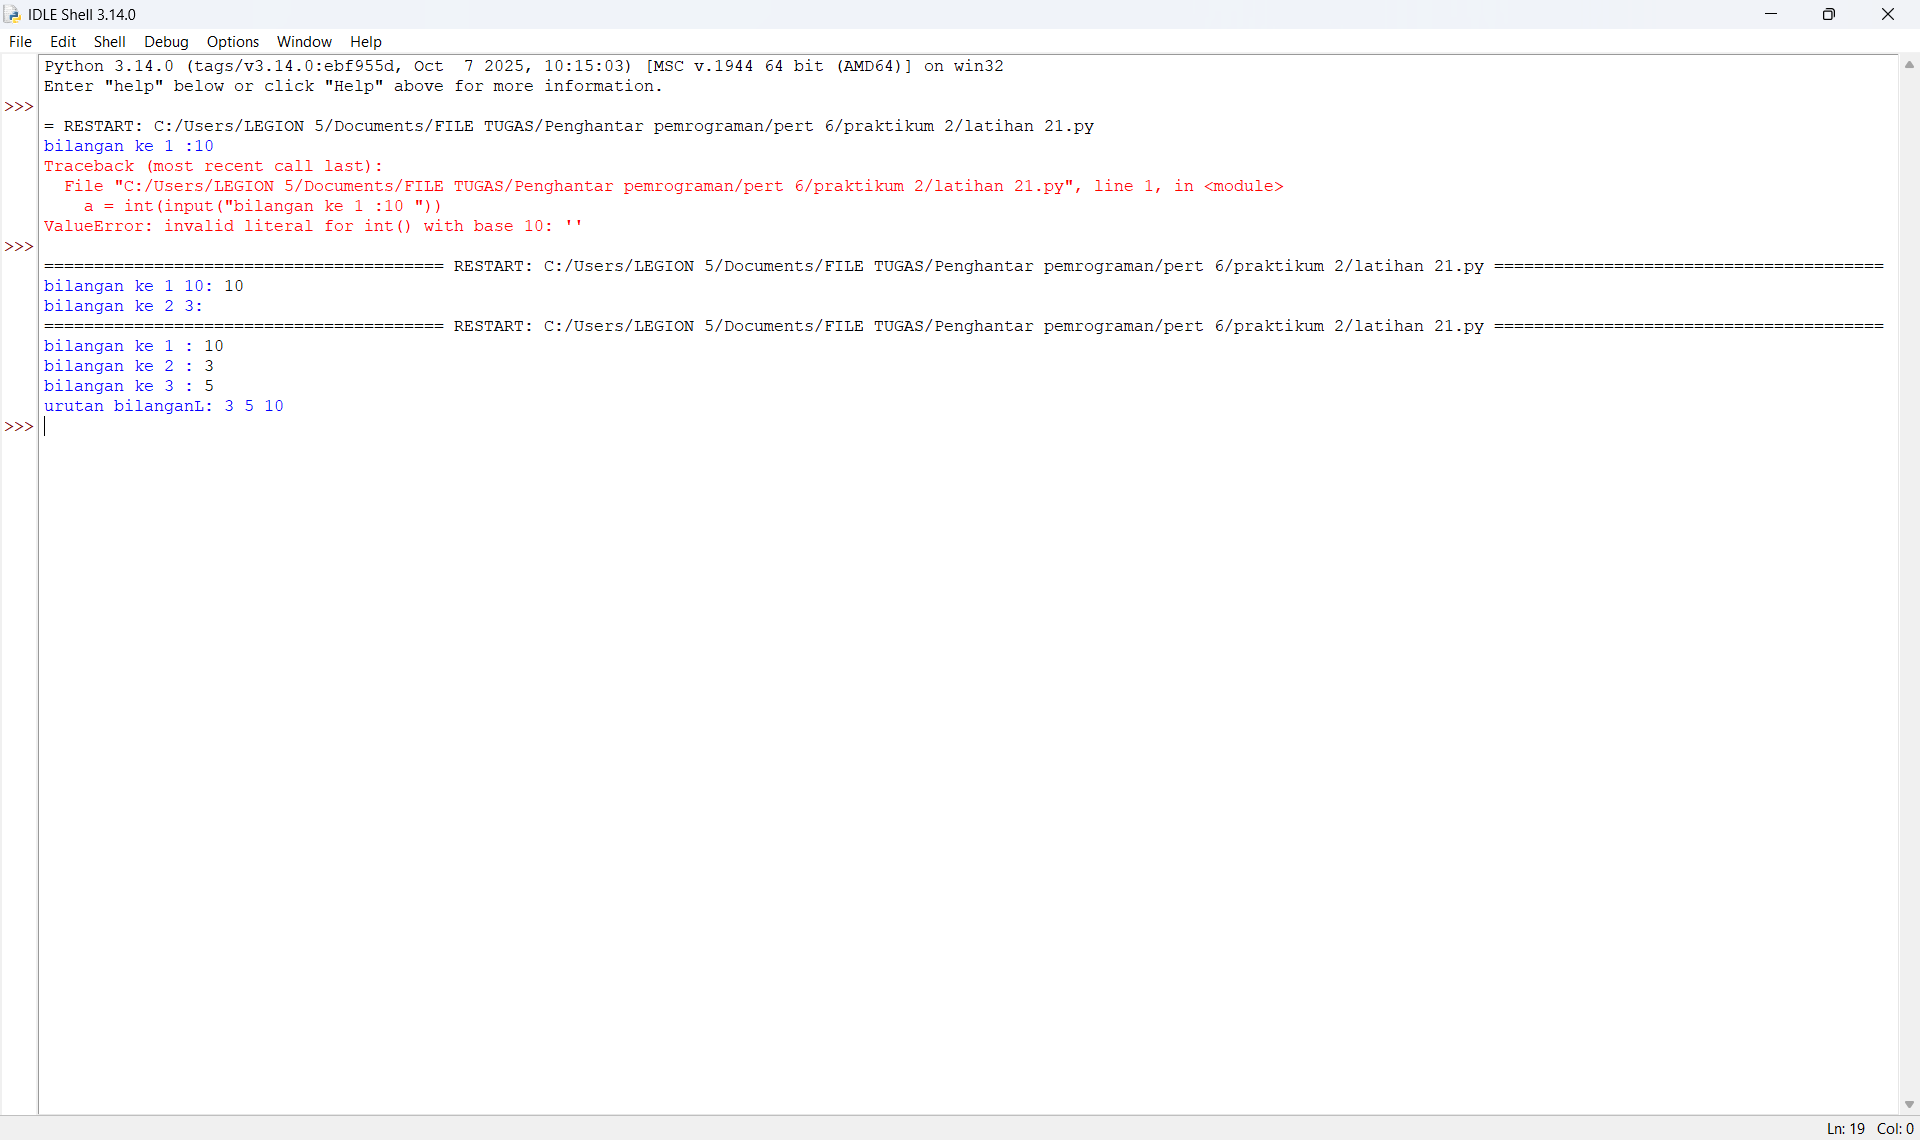 IDLE Shell 3.14.0
File Edit Shell Debug Options Window Help
Python 3.14.0 (tags/v3.14.0:ebf955d, Oct  7 2025, 10:15:03) [MSC v.1944 64 bit (AMD64)] on win32
Enter "help" below or click "Help" above for more information.
>>>
= RESTART: C:/Users/LEGION 5/Documents/FILE TUGAS/Penghantar pemrograman/pert 6/praktikum 2/latihan 21.py
bilangan ke 1 :10
Traceback (most recent call last):
  File "C:/Users/LEGION 5/Documents/FILE TUGAS/Penghantar pemrograman/pert 6/praktikum 2/latihan 21.py", line 1, in <module>
    a = int(input("bilangan ke 1 :10 "))
ValueError: invalid literal for int() with base 10: ''
>>>
======================================== RESTART: C:/Users/LEGION 5/Documents/FILE TUGAS/Penghantar pemrograman/pert 6/praktikum 2/latihan 21.py =======================================
bilangan ke 1 10: 10
bilangan ke 2 3:
======================================== RESTART: C:/Users/LEGION 5/Documents/FILE TUGAS/Penghantar pemrograman/pert 6/praktikum 2/latihan 21.py =======================================
bilangan ke 1 : 10
bilangan ke 2 : 3
bilangan ke 3 : 5
urutan bilanganL: 3 5 10
>>>
Ln: 19 Col: 0